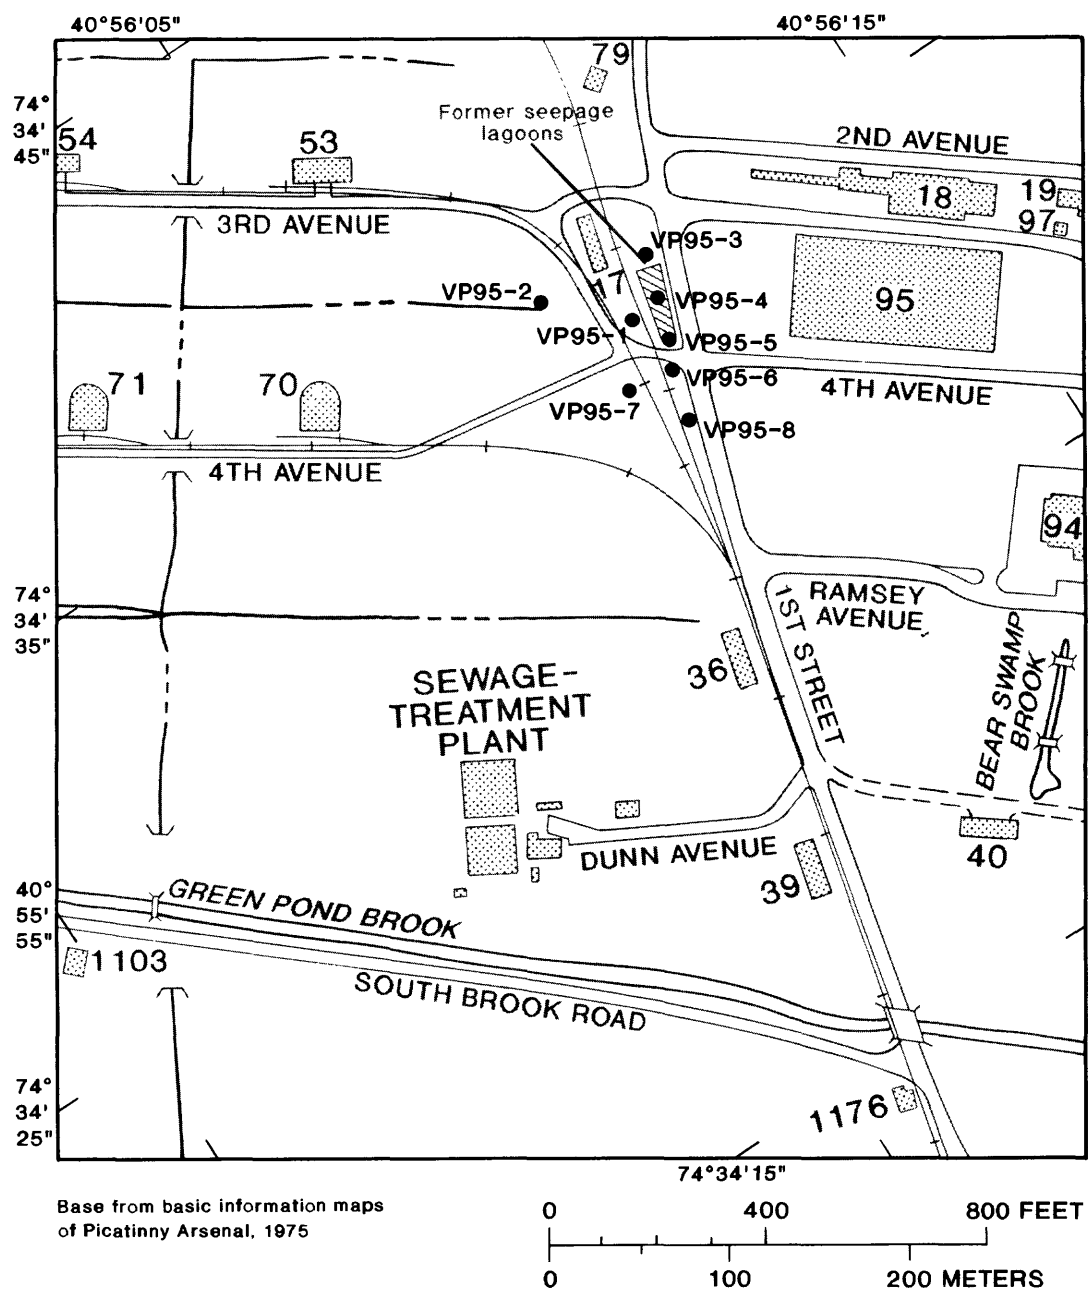 40°56'05"
40°56'15"
79
74°
34'
45"
Former seepage
lagoons
54
53
2ND AVENUE
18
19
97
3RD AVENUE
VP95-3
17
VP95-2
VP95-4
95
VP95-1
VP95-5
71
70
VP95-6
4TH AVENUE
VP95-7
VP95-8
4TH AVENUE
94
74°
34'
35"
RAMSEY
AVENUE
1ST STREET
36
BEAR SWAMP
BROOK
SEWAGE-
TREATMENT
PLANT
DUNN AVENUE
40
39
40°
55'
55"
GREEN POND BROOK
1103
SOUTH BROOK ROAD
74°
34'
25"
1176
74°34'15"
Base from basic information maps
of Picatinny Arsenal, 1975
0 400 800 FEET
0 100 200 METERS